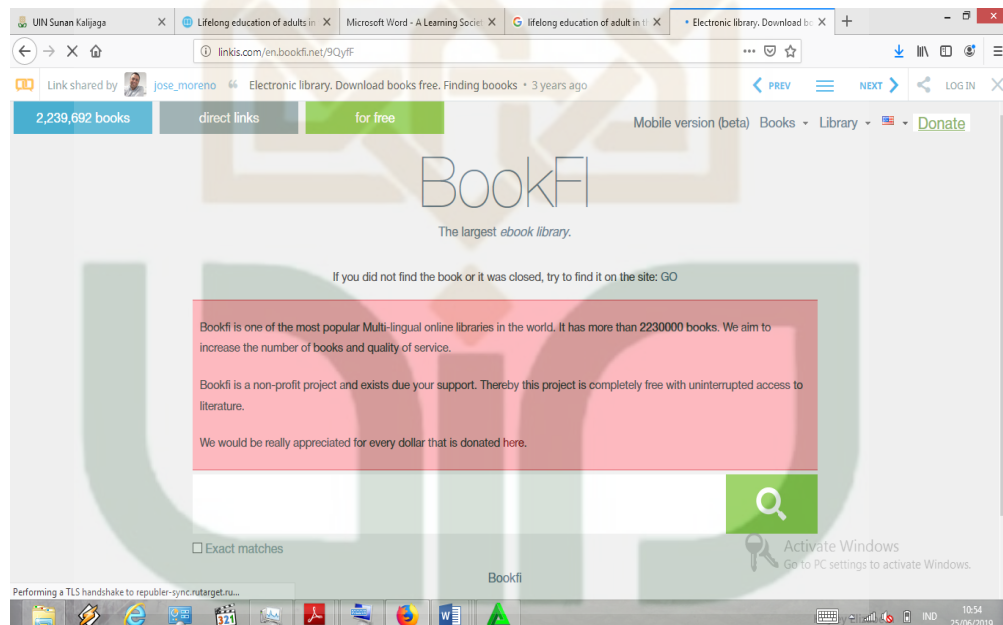 UIN Sunan Kalijaga
Lifelong education of adults in
Microsoft Word - A Learning Societ
lifelong education of adult in t
• Electronic library. Download be
linkis.com/en.bookfi.net/9QyfF
Link shared by jose_moreno “ Electronic library. Download books free. Finding boooks • 3 years ago
PREV
NEXT
LOG IN
2,239,692 books
direct links
for free
Mobile version (beta) Books Library Donate
BookFI
The largest ebook library.
If you did not find the book or it was closed, try to find it on the site: GO
Bookfi is one of the most popular Multi-lingual online libraries in the world. It has more than 2230000 books. We aim to
increase the number of books and quality of service.
Bookfi is a non-profit project and exists due your support. Thereby this project is completely free with uninterrupted access to
literature.
We would be really appreciated for every dollar that is donated here.
Exact matches
Activate Windows
Go to PC settings to activate Windows.
Bookfi
Performing a TLS handshake to republer-sync.rutarget.ru...
IND
10:54
25/06/2019